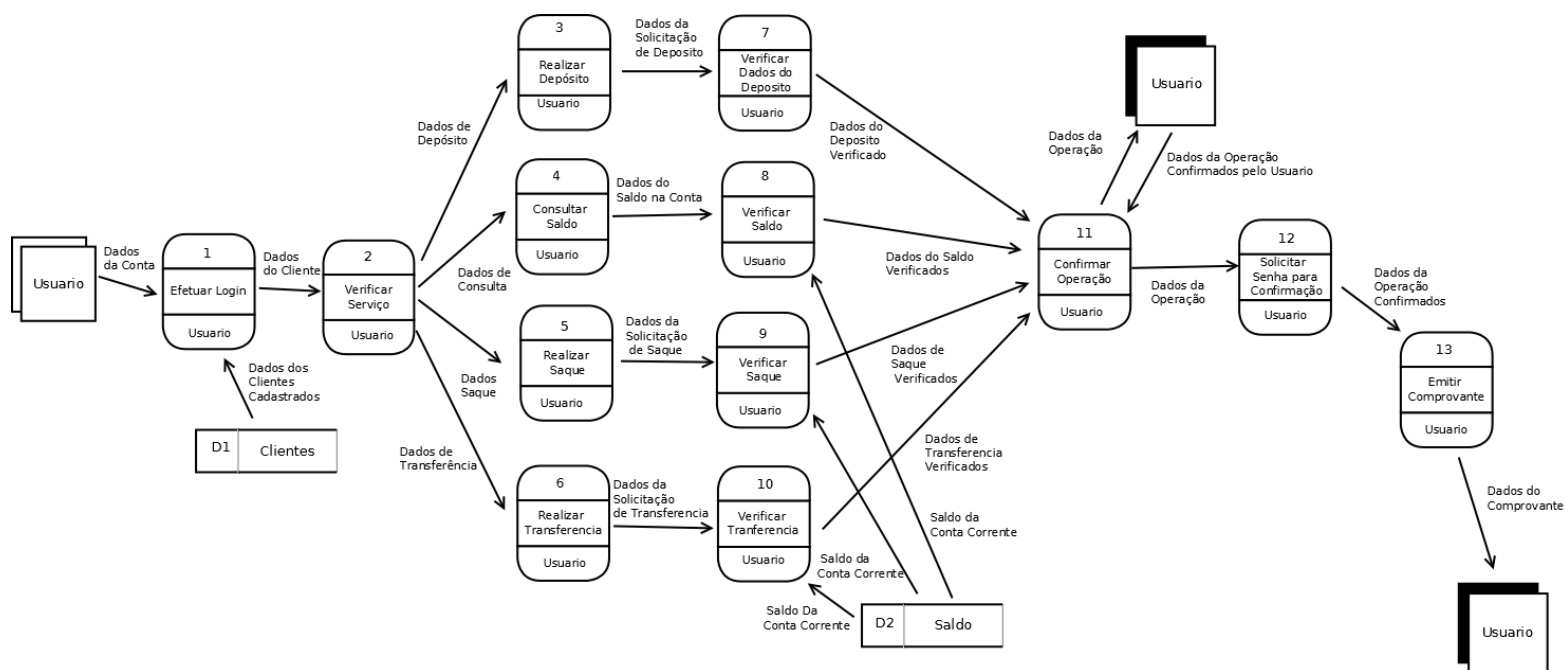 Usuario
Dados
da Conta
1
Efetuar Login
Usuario
Dados dos
Clientes
Cadastrados
D1
Clientes
Dados
do Cliente
2
Verificar
Serviço
Usuario
Dados de
Depósito
Dados de
Consulta
Dados
Saque
Dados de
Transferência
3
Realizar
Depósito
Usuario
Dados da
Solicitação
de Deposito
7
Verificar
Dados do
Deposito
Usuario
Dados do
Deposito
Verificado
4
Consultar
Saldo
Usuario
Dados do
Saldo na Conta
8
Verificar
Saldo
Usuario
Dados do Saldo
Verificados
5
Realizar
Saque
Usuario
Dados da
Solicitação
de Saque
9
Verificar
Saque
Usuario
Dados de
Saque
Verificados
6
Realizar
Transferencia
Usuario
Dados da
Solicitação
de Transferencia
10
Verificar
Tranferencia
Usuario
Dados de
Transferencia
Verificados
Saldo da
Conta Corrente
Saldo da
Conta Corrente
Saldo Da
Conta Corrente
D2
Saldo
Usuario
Dados da
Operação
Dados da Operação
Confirmados pelo Usuario
11
Confirmar
Operação
Usuario
Dados da
Operação
12
Solicitar
Senha para
Confirmação
Usuario
Dados da
Operação
Confirmados
13
Emitir
Comprovante
Usuario
Dados do
Comprovante
Usuario